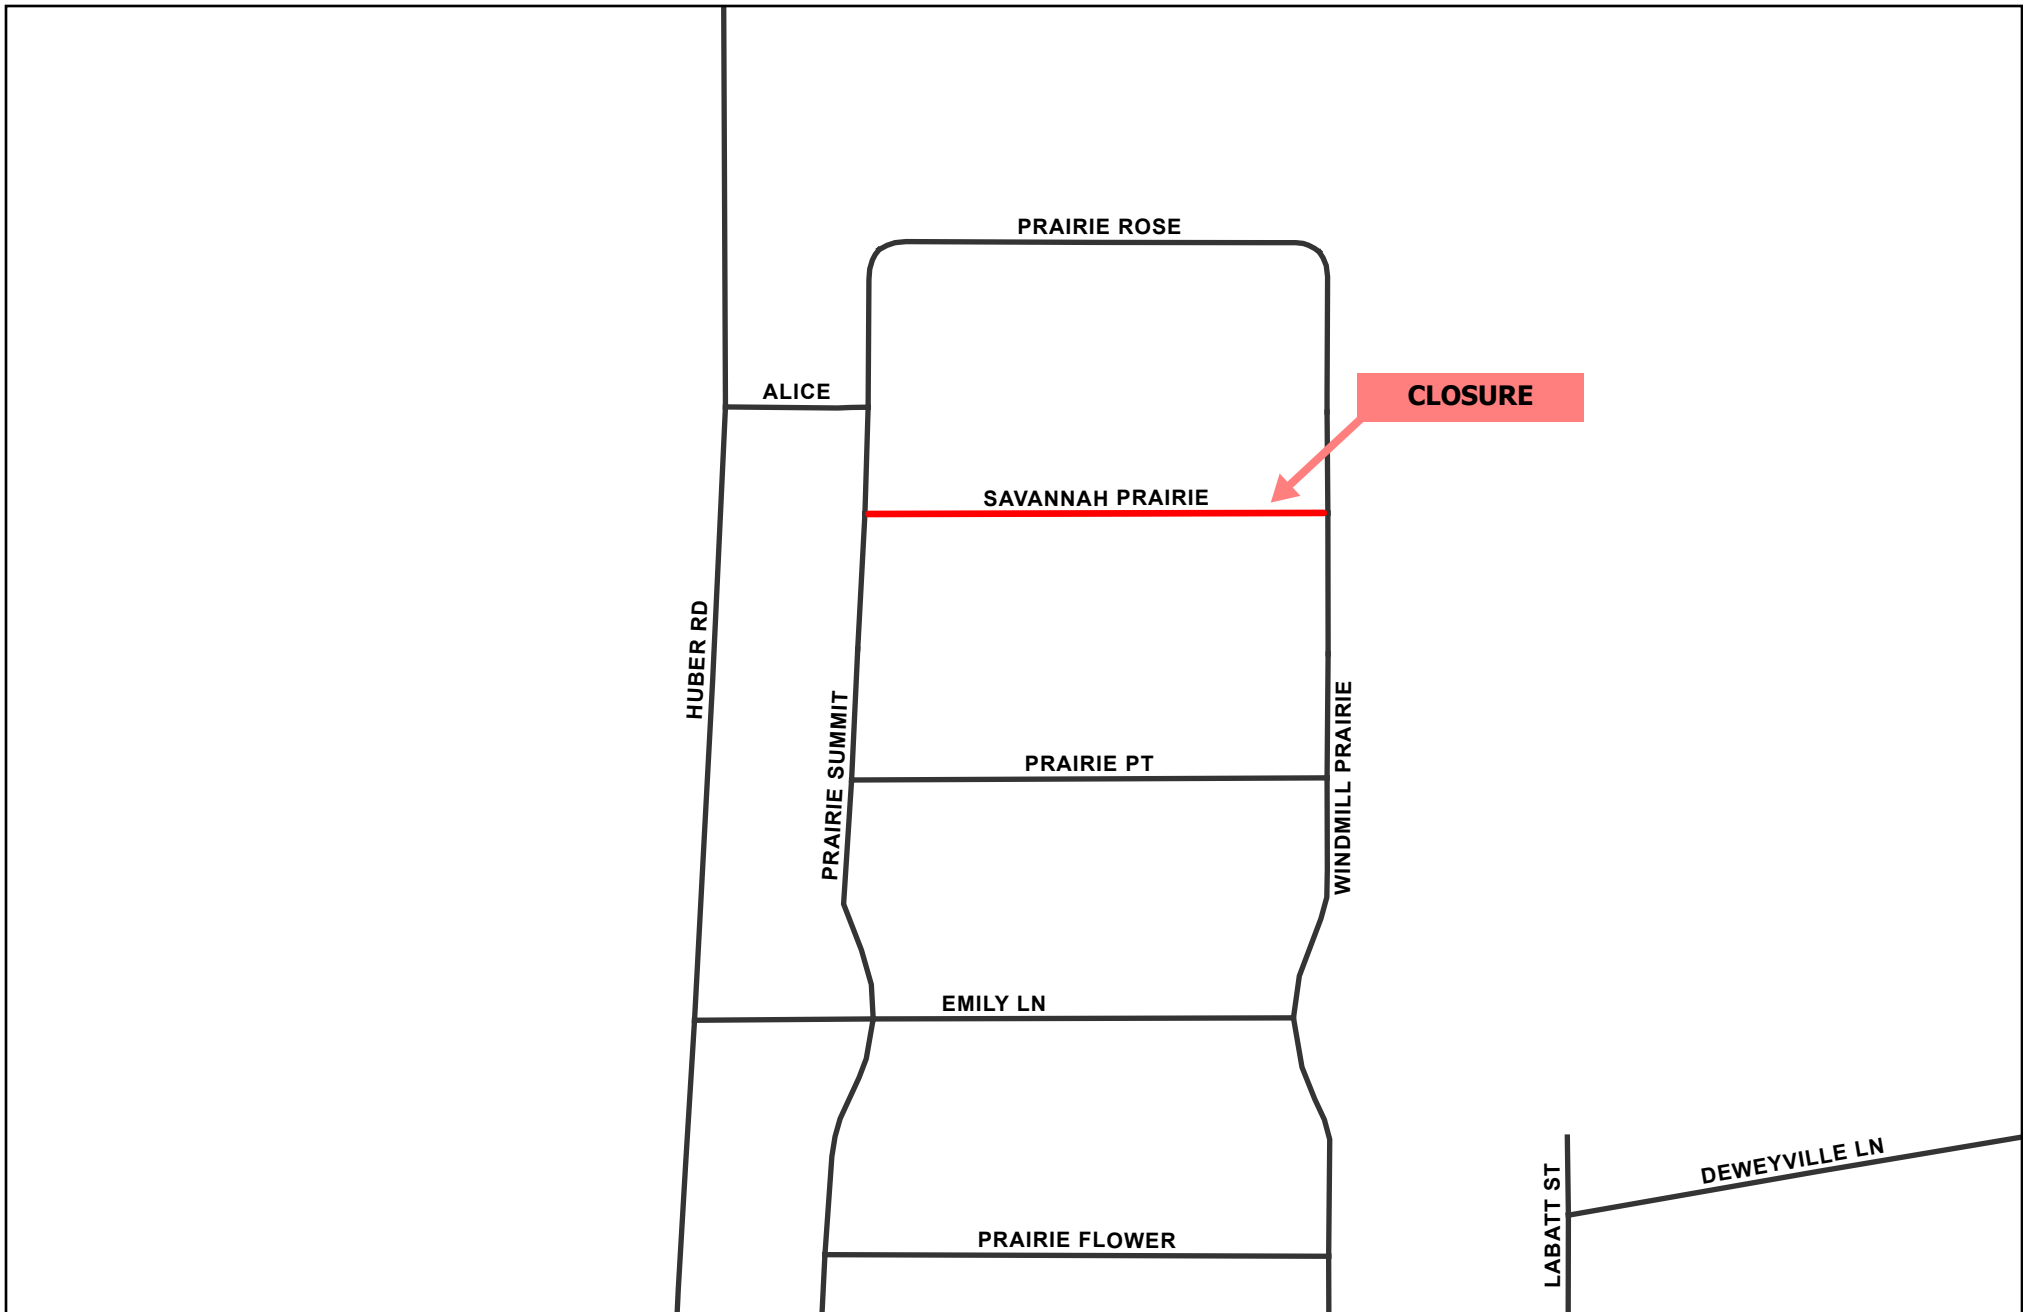 PRAIRIE ROSE
ALICE
CLOSURE
SAVANNAH PRAIRIE
HUBER RD
PRAIRIE SUMMIT
WINDMILL PRAIRIE
PRAIRIE PT
EMILY LN
DEWEYVILLE LN
LABATT ST
PRAIRIE FLOWER